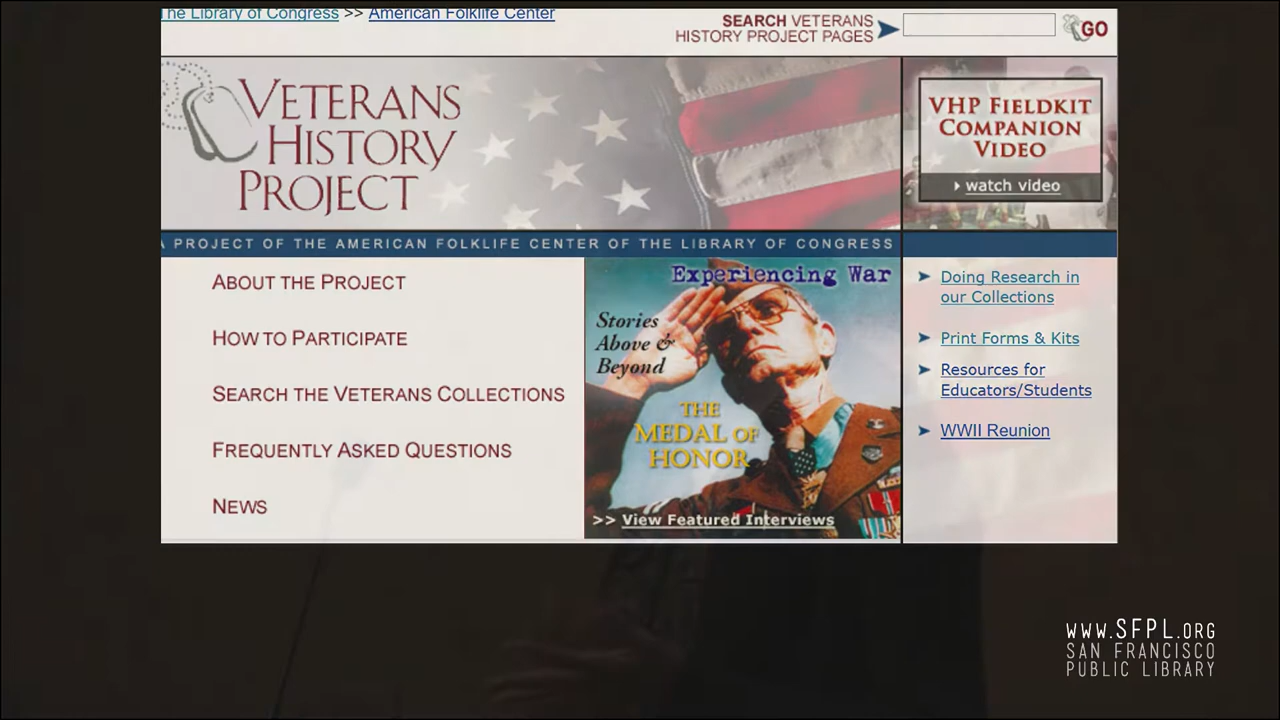 The Library of Congress >> American Folklife Center
SEARCH VETERANS
HISTORY PROJECT PAGES
GO
VETERANS
HISTORY
PROJECT
VHP FIELDKIT
COMPANION
VIDEO
watch video
A PROJECT OF THE AMERICAN FOLKLIFE CENTER OF THE LIBRARY OF CONGRESS
ABOUT THE PROJECT
HOW TO PARTICIPATE
SEARCH THE VETERANS COLLECTIONS
FREQUENTLY ASKED QUESTIONS
NEWS
Experiencing War
Stories
Above &
Beyond
THE
MEDAL OF
HONOR
>> View Featured Interviews
Doing Research in
our Collections
Print Forms & Kits
Resources for
Educators/Students
WWII Reunion
WWW.SFPL.ORG
SAN FRANCISCO
PUBLIC LIBRARY